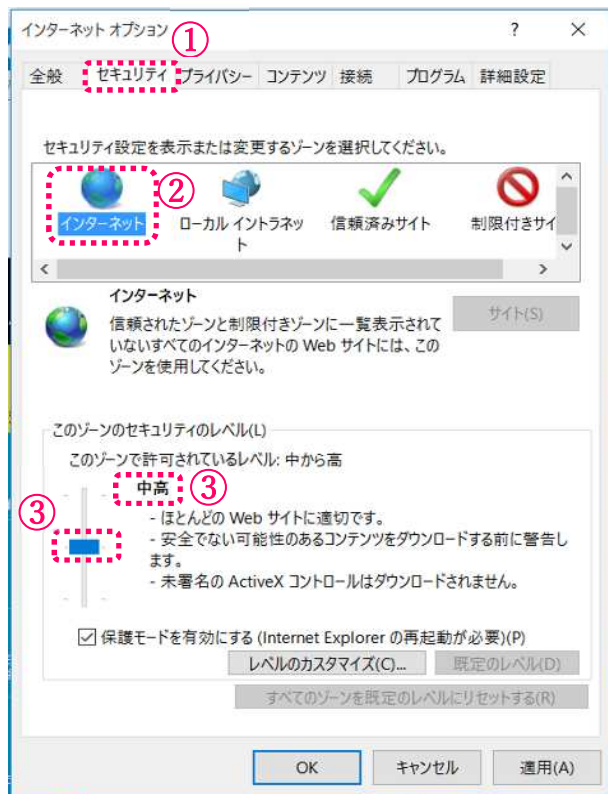 インターネット オプション
①
? ×
全般 セキュリティ プライバシー コンテンツ 接続 プログラム 詳細設定
セキュリティ設定を表示または変更するゾーンを選択してください。
②
インターネット ローカル イントラネッ 信頼済みサイト 制限付きサイ
ト
インターネット
サイト(S)
信頼されたゾーンと制限付きゾーンに一覧表示されて
いないすべてのインターネットの Web サイトには、この
ゾーンを使用してください。
このゾーンのセキュリティのレベル(L)
このゾーンで許可されているレベル: 中から高
中高 ③
③
- ほとんどの Web サイトに適切です。
- 安全でない可能性のあるコンテンツをダウンロードする前に警告し
ます。
- 未署名の ActiveX コントロールはダウンロードされません。
保護モードを有効にする (Internet Explorer の再起動が必要)(P)
レベルのカスタマイズ(C)... 既定のレベル(D)
すべてのゾーンを既定のレベルにリセットする(R)
OK キャンセル 適用(A)